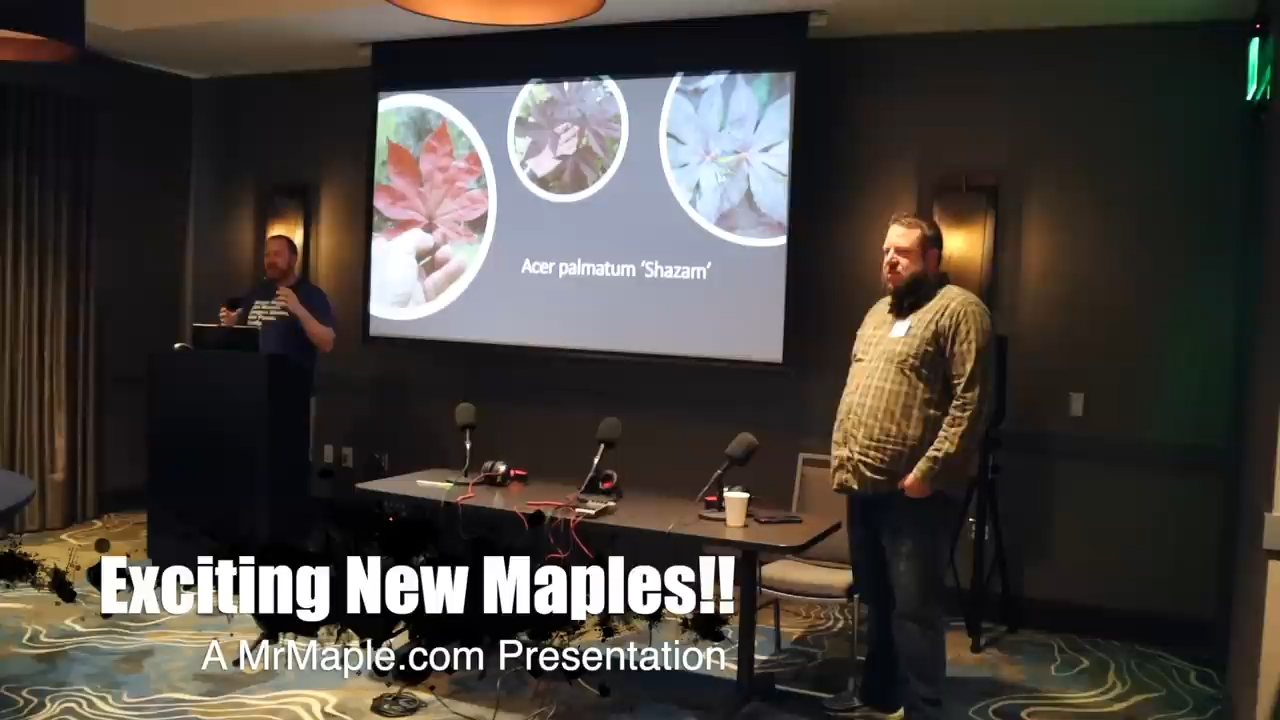 Acer palmatum ‘Shazam’
Exciting New Maples!!
A MrMaple.com Presentation